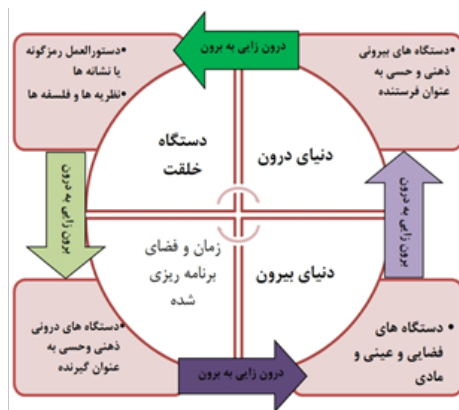 درون زایی به برون
•دستگاه های بیرونی
ذهنی و حسی به
عنوان فرستنده
•دستورالعمل رمزگونه
یا نشانه ها
•نظریه ها و فلسفه ها
دنیای درون
دستگاه
خلقت
برون زایی به درون
برون زایی به درون
دنیای بیرون
زمان و فضای
برنامه ریزی
شده
• دستگاه های
فضایی و عینی و
مادی
•دستگاه های درونی
ذهنی وحسی به
عنوان گیرنده
درون زایی به برون